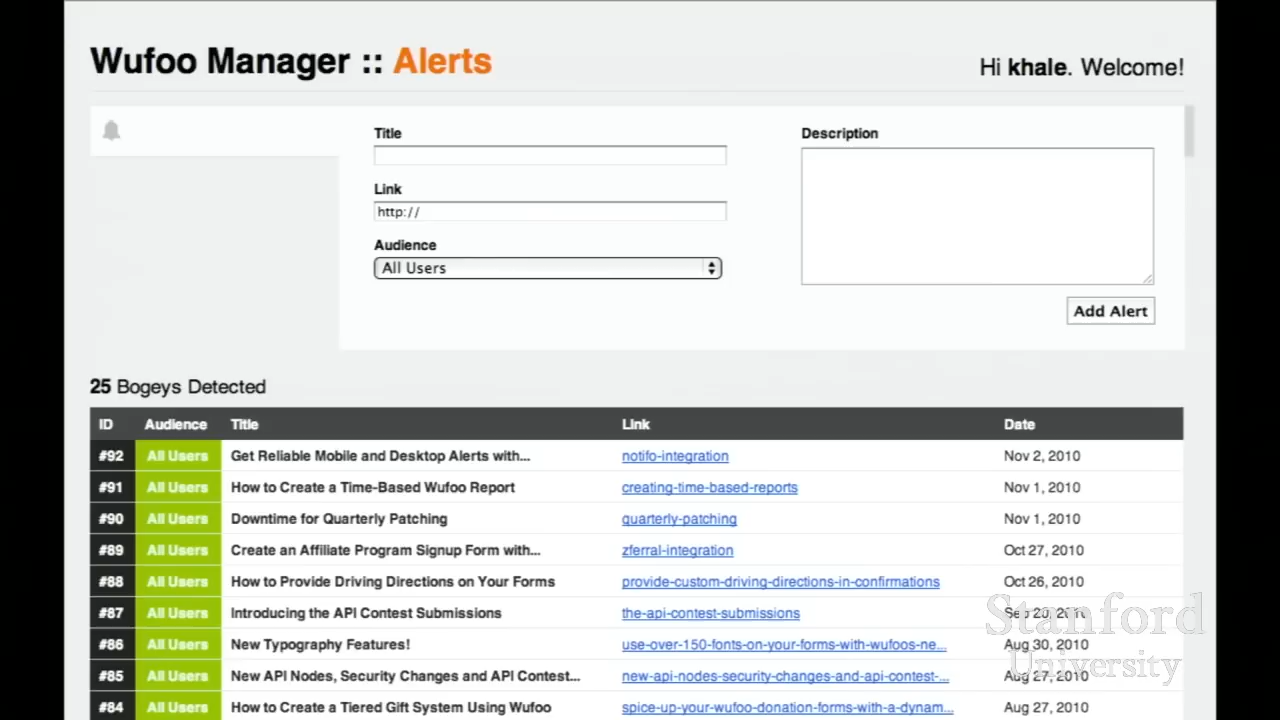 Wufoo Manager :: Alerts
Hi khale. Welcome!
Title
Description
Link
http://
Audience
All Users
Add Alert
25 Bogeys Detected
ID Audience Title Link Date
#92 All Users Get Reliable Mobile and Desktop Alerts with... notifo-integration Nov 2, 2010
#91 All Users How to Create a Time-Based Wufoo Report creating-time-based-reports Nov 1, 2010
#90 All Users Downtime for Quarterly Patching quarterly-patching Nov 1, 2010
#89 All Users Create an Affiliate Program Signup Form with... zferral-integration Oct 27, 2010
#88 All Users How to Provide Driving Directions on Your Forms provide-custom-driving-directions-in-confirmations Oct 26, 2010
#87 All Users Introducing the API Contest Submissions the-api-contest-submissions Sep 2010
#86 All Users New Typography Features! use-over-150-fonts-on-your-forms-with-wufoos-ne... Aug 30, 2010
#85 All Users New API Nodes, Security Changes and API Contest... new-api-nodes-security-changes-and-api-contest-... Aug 27, 2010
#84 All Users How to Create a Tiered Gift System Using Wufoo spice-up-your-wufoo-donation-forms-with-a-dynam... Aug 27, 2010
Stanford
University